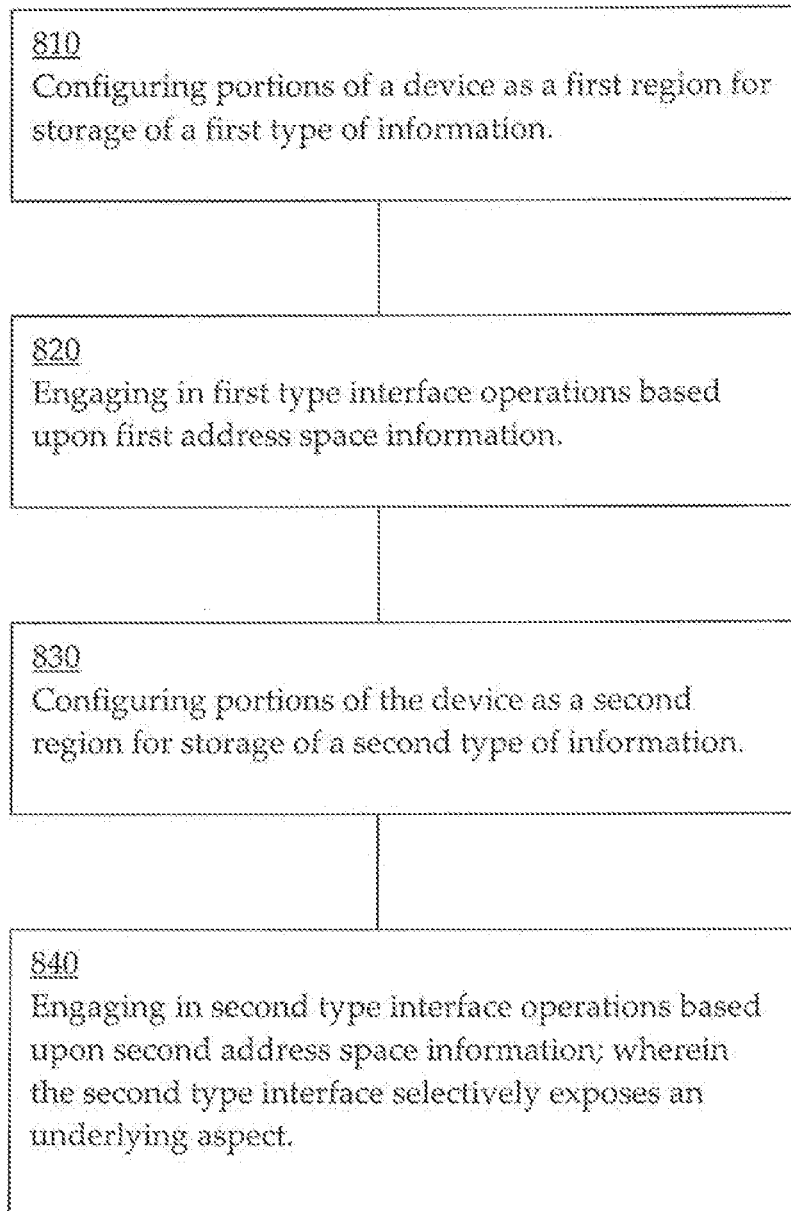 810
Configuring portions of a device as a first region for
storage of a first type of information.
820
Engaging in first type interface operations based
upon first address space information.
830
Configuring portions of the device as a second
region for storage of a second type of information.
840
Engaging in second type interface operations based
upon second address space information; wherein
the second type interface selectively exposes an
underlying aspect.